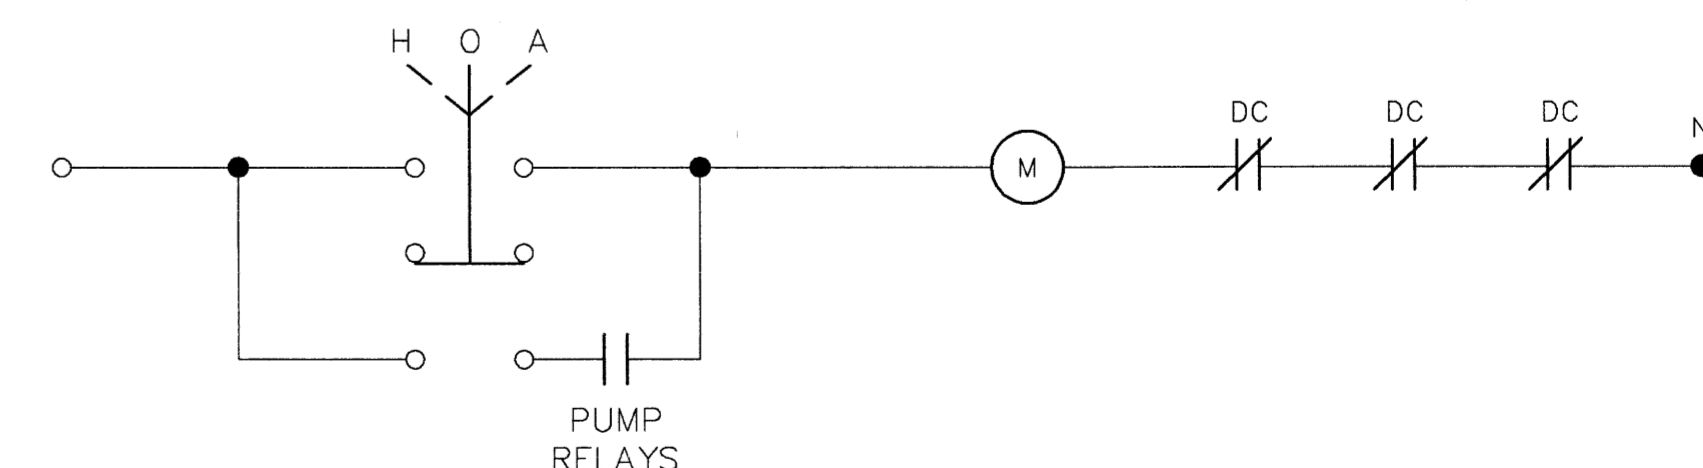 H O A
DC DC DC
N
M
PUMP
RELAYS